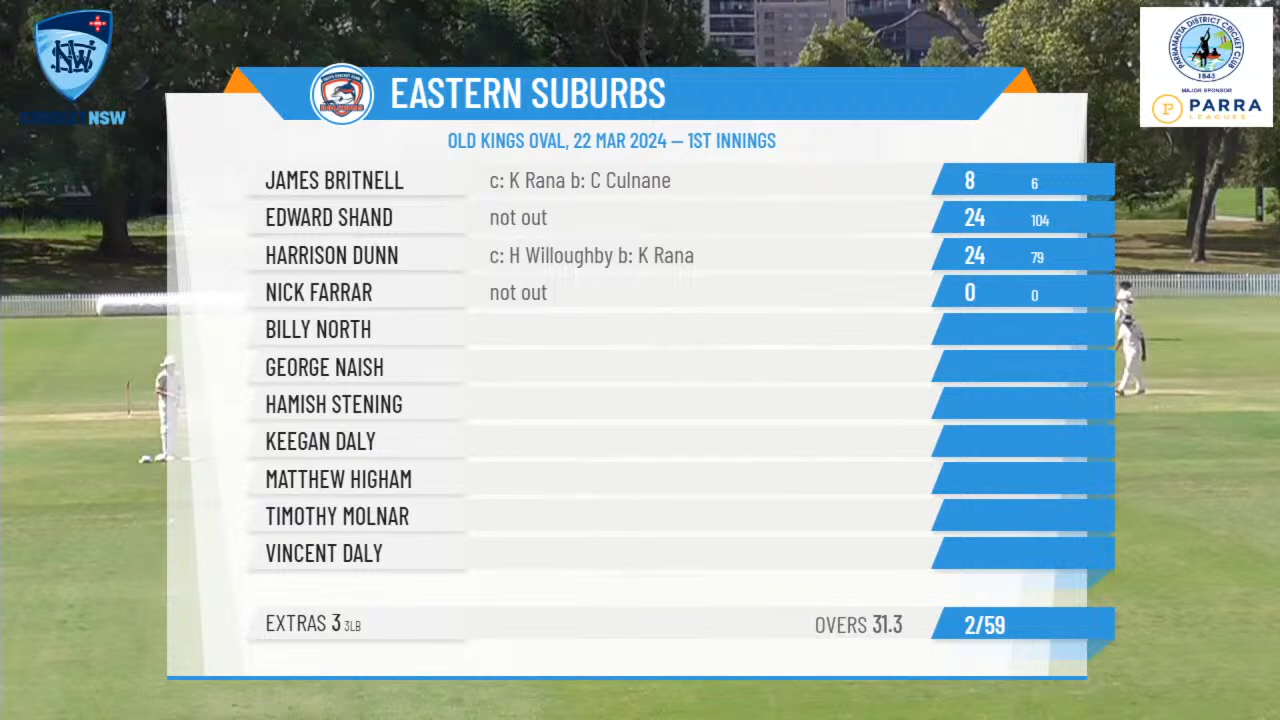 NSW
CRICKET NSW
PARRAMATTA DISTRICT CRICKET CLUB
1843
MAJOR SPONSOR
P PARRA
LEAGUES
EASTERN SUBURBS
OLD KINGS OVAL, 22 MAR 2024 – 1ST INNINGS
JAMES BRITNELL c: K Rana b: C Culnane 8 6
EDWARD SHAND not out 24 104
HARRISON DUNN c: H Willoughby b: K Rana 24 79
NICK FARRAR not out 0 0
BILLY NORTH
GEORGE NAISH
HAMISH STENING
KEEGAN DALY
MATTHEW HIGHAM
TIMOTHY MOLNAR
VINCENT DALY
EXTRAS 3 3LB OVERS 31.3 2/59